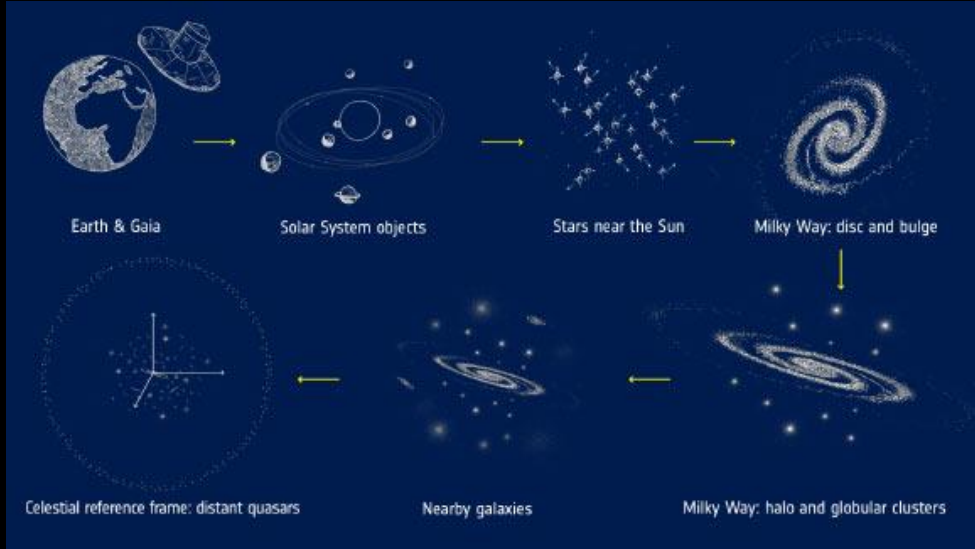 Earth & Gaia
Solar System objects
Stars near the Sun
Milky Way: disc and bulge
Milky Way: halo and globular clusters
Nearby galaxies
Celestial reference frame: distant quasars